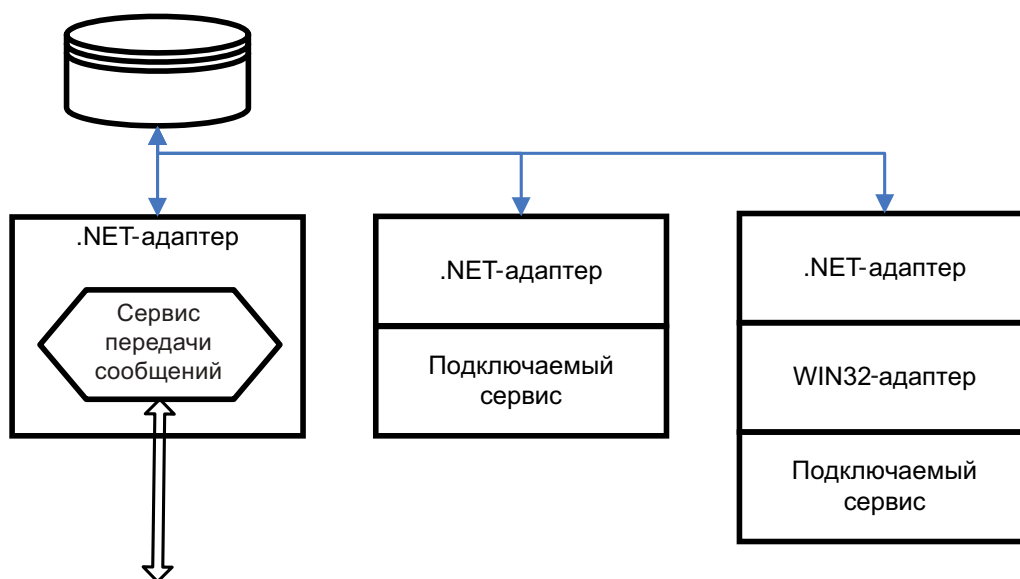 .NET-адаптер
Сервис
передачи
сообщений
.NET-адаптер
Подключаемый
сервис
.NET-адаптер
WIN32-адаптер
Подключаемый
сервис